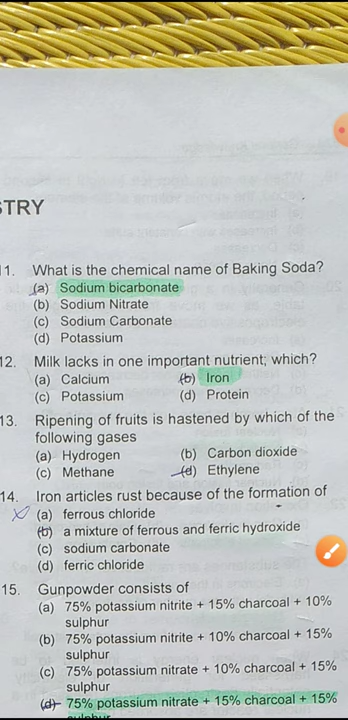 STRY
11. What is the chemical name of Baking Soda?
(a) Sodium bicarbonate
(b) Sodium Nitrate
(c) Sodium Carbonate
(d) Potassium
12. Milk lacks in one important nutrient; which?
(a) Calcium (b) Iron
(c) Potassium (d) Protein
13. Ripening of fruits is hastened by which of the
following gases
(a) Hydrogen (b) Carbon dioxide
(c) Methane (d) Ethylene
14. Iron articles rust because of the formation of
(a) ferrous chloride
(b) a mixture of ferrous and ferric hydroxide
(c) sodium carbonate
(d) ferric chloride
15. Gunpowder consists of
(a) 75% potassium nitrite + 15% charcoal + 10%
sulphur
(b) 75% potassium nitrite + 10% charcoal + 15%
sulphur
(c) 75% potassium nitrate + 10% charcoal + 15%
sulphur
(d) 75% potassium nitrate + 15% charcoal + 15%
sulphur